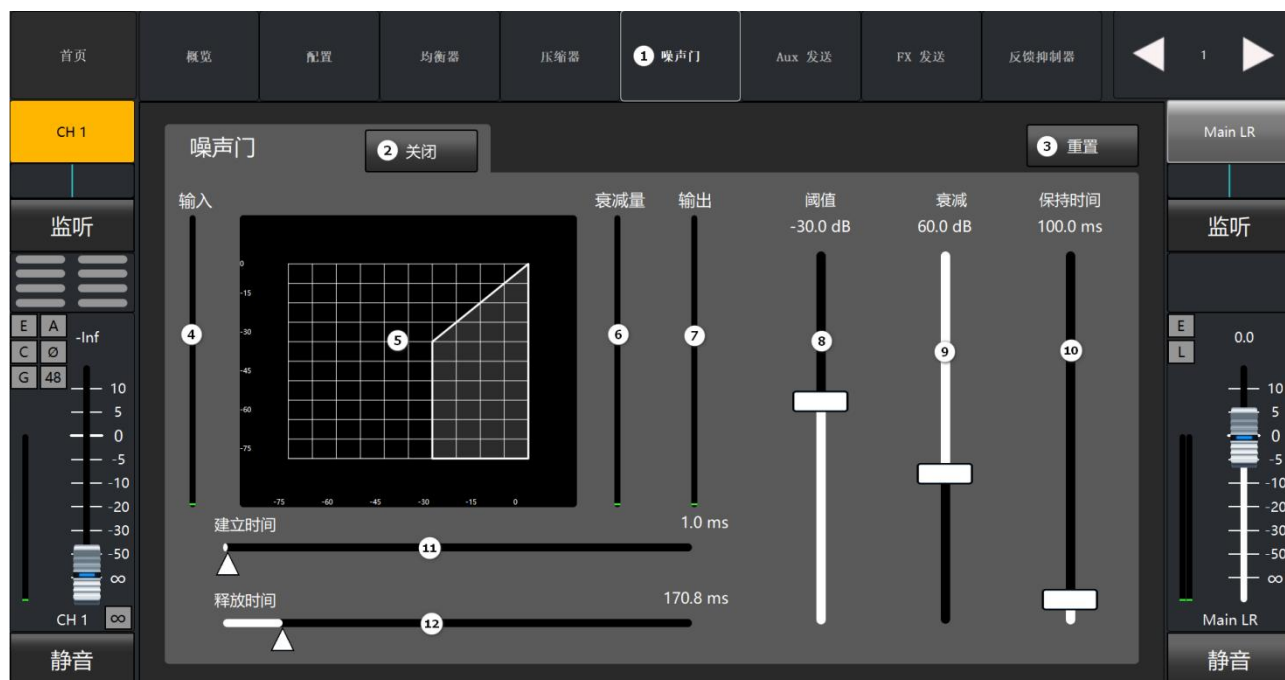 首页
概览
配置
均衡器
压缩器
1 噪声门
Aux 发送
FX 发送
反馈抑制器
1
CH 1
噪声门
2 关闭
3 重置
Main LR
监听
输入
衰减量
输出
阈值
衰减
保持时间
监听
-30.0 dB
60.0 dB
100.0 ms
0
-15
-30
-45
-60
-75
-75
-60
-45
-30
-15
0
4
5
6
7
8
9
10
E A
C Ø
G 48
-Inf
10
5
0
-5
-10
-20
-30
-50
∞
CH 1
∞
静音
建立时间
1.0 ms
11
释放时间
170.8 ms
12
E
L
0.0
10
5
0
-5
-10
-20
-30
-50
∞
Main LR
静音